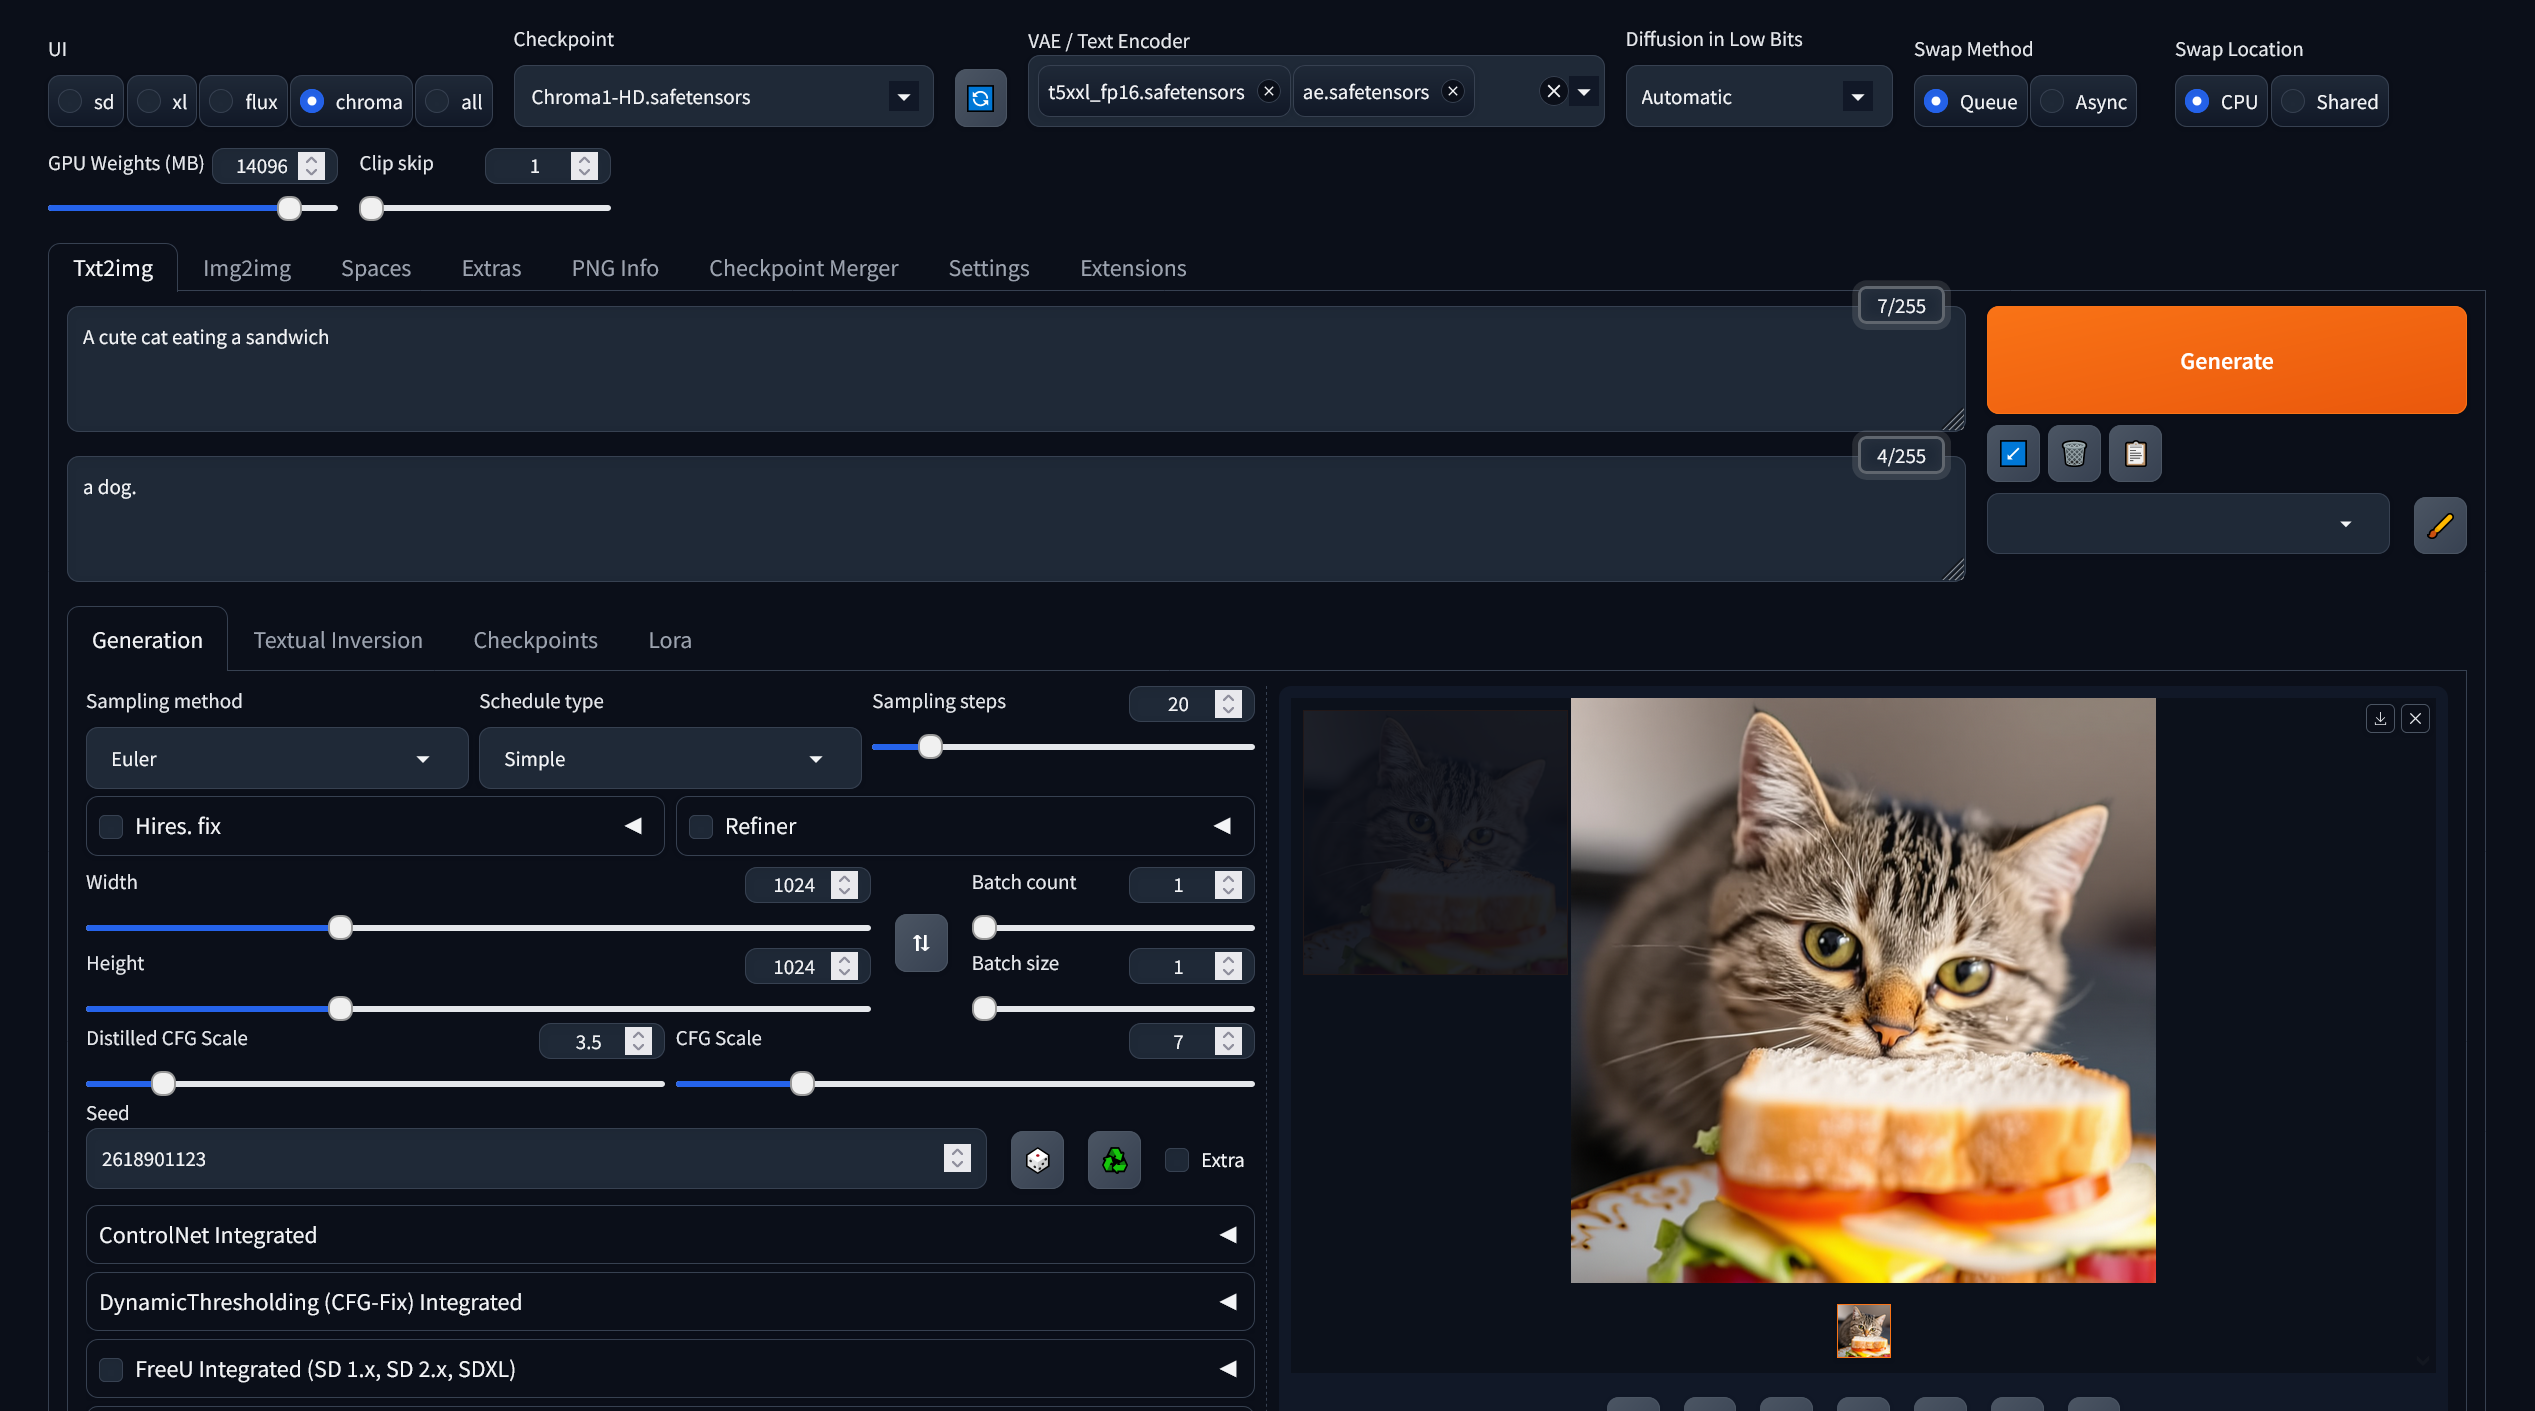 UI
sd
xl
flux
chroma
all
Checkpoint
Chroma1-HD.safetensors
VAE / Text Encoder
t5xxl_fp16.safetensors
ae.safetensors
Diffusion in Low Bits
Automatic
Swap Method
Queue
Async
Swap Location
CPU
Shared
GPU Weights (MB)
14096
Clip skip
1
Txt2img
Img2img
Spaces
Extras
PNG Info
Checkpoint Merger
Settings
Extensions
7/255
A cute cat eating a sandwich
Generate
4/255
a dog.
Generation
Textual Inversion
Checkpoints
Lora
Sampling method
Euler
Schedule type
Simple
Sampling steps
20
Hires. fix
Refiner
Width
1024
Batch count
1
Height
1024
Batch size
1
Distilled CFG Scale
3.5
CFG Scale
7
Seed
2618901123
Extra
ControlNet Integrated
DynamicThresholding (CFG-Fix) Integrated
FreeU Integrated (SD 1.x, SD 2.x, SDXL)